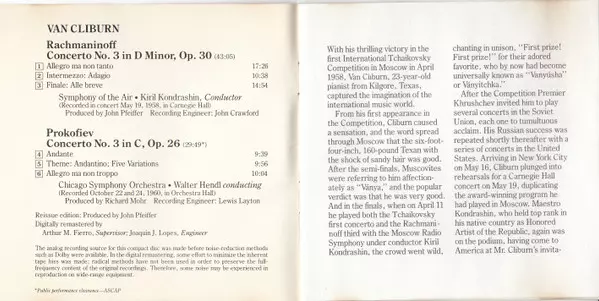 VAN CLIBURN
Rachmaninoff
Concerto No. 3 in D Minor, Op. 30 (43:05)
1 Allegro ma non tanto 17:26
2 Intermezzo: Adagio 10:38
3 Finale: Alle breve 14:54
Symphony of the Air • Kiril Kondrashin, Conductor
(Recorded in concert May 19, 1958, in Carnegie Hall)
Produced by John Pfeiffer Recording Engineer: John Crawford
Prokofiev
Concerto No. 3 in C, Op. 26 (29:49*)
4 Andante 9:39
5 Theme: Andantino; Five Variations 9:56
6 Allegro ma non troppo 10:04
Chicago Symphony Orchestra • Walter Hendl conducting
(Recorded October 22 and 24, 1960, in Orchestra Hall)
Produced by Richard Mohr Recording Engineer: Lewis Layton
Reissue edition: Produced by John Pfeiffer
Digitally remastered by
Arthur M. Fierro, Supervisor; Joaquin J. Lopes, Engineer
The analog recording source for this compact disc was made before noise-reduction methods
such as Dolby were available. In the digital remastering, some effort to minimize the inherent
tape hiss was made; radical methods have not been used in order to preserve the full-
frequency content of the original recordings. Therefore, some noise may be experienced in
reproduction on wide-range equipment.
*Public performance clearance—ASCAP
With his thrilling victory in the
first International Tchaikovsky
Competition in Moscow in April
1958, Van Cliburn, 23-year-old
pianist from Kilgore, Texas,
captured the imagination of the
international music world.
From his first appearance in
the Competition, Cliburn caused
a sensation, and the word spread
through Moscow that the six-foot-
four-inch, 160-pound Texan with
the shock of sandy hair was good.
After the semi-finals, Muscovites
were referring to him affection-
ately as "Vanya," and the popular
verdict was that he was very good.
And in the finals, when on April 11
he played both the Tchaikovsky
first concerto and the Rachmani-
noff third with the Moscow Radio
Symphony under conductor Kiril
Kondrashin, the crowd went wild,
chanting in unison, "First prize!
First prize!" for their adored
favorite, who by now had become
universally known as "Vanyusha"
or "Vanyitchka."
After the Competition Premier
Khrushchev invited him to play
several concerts in the Soviet
Union, each one to tumultuous
acclaim. His Russian success was
repeated shortly thereafter with a
series of concerts in the United
States. Arriving in New York City
on May 16, Cliburn plunged into
rehearsals for a Carnegie Hall
concert on May 19, duplicating
the award-winning program he
had played in Moscow. Maestro
Kondrashin, who held top rank in
his native country as Honored
Artist of the Republic, again was
on the podium, having come to
America at Mr. Cliburn's invita-